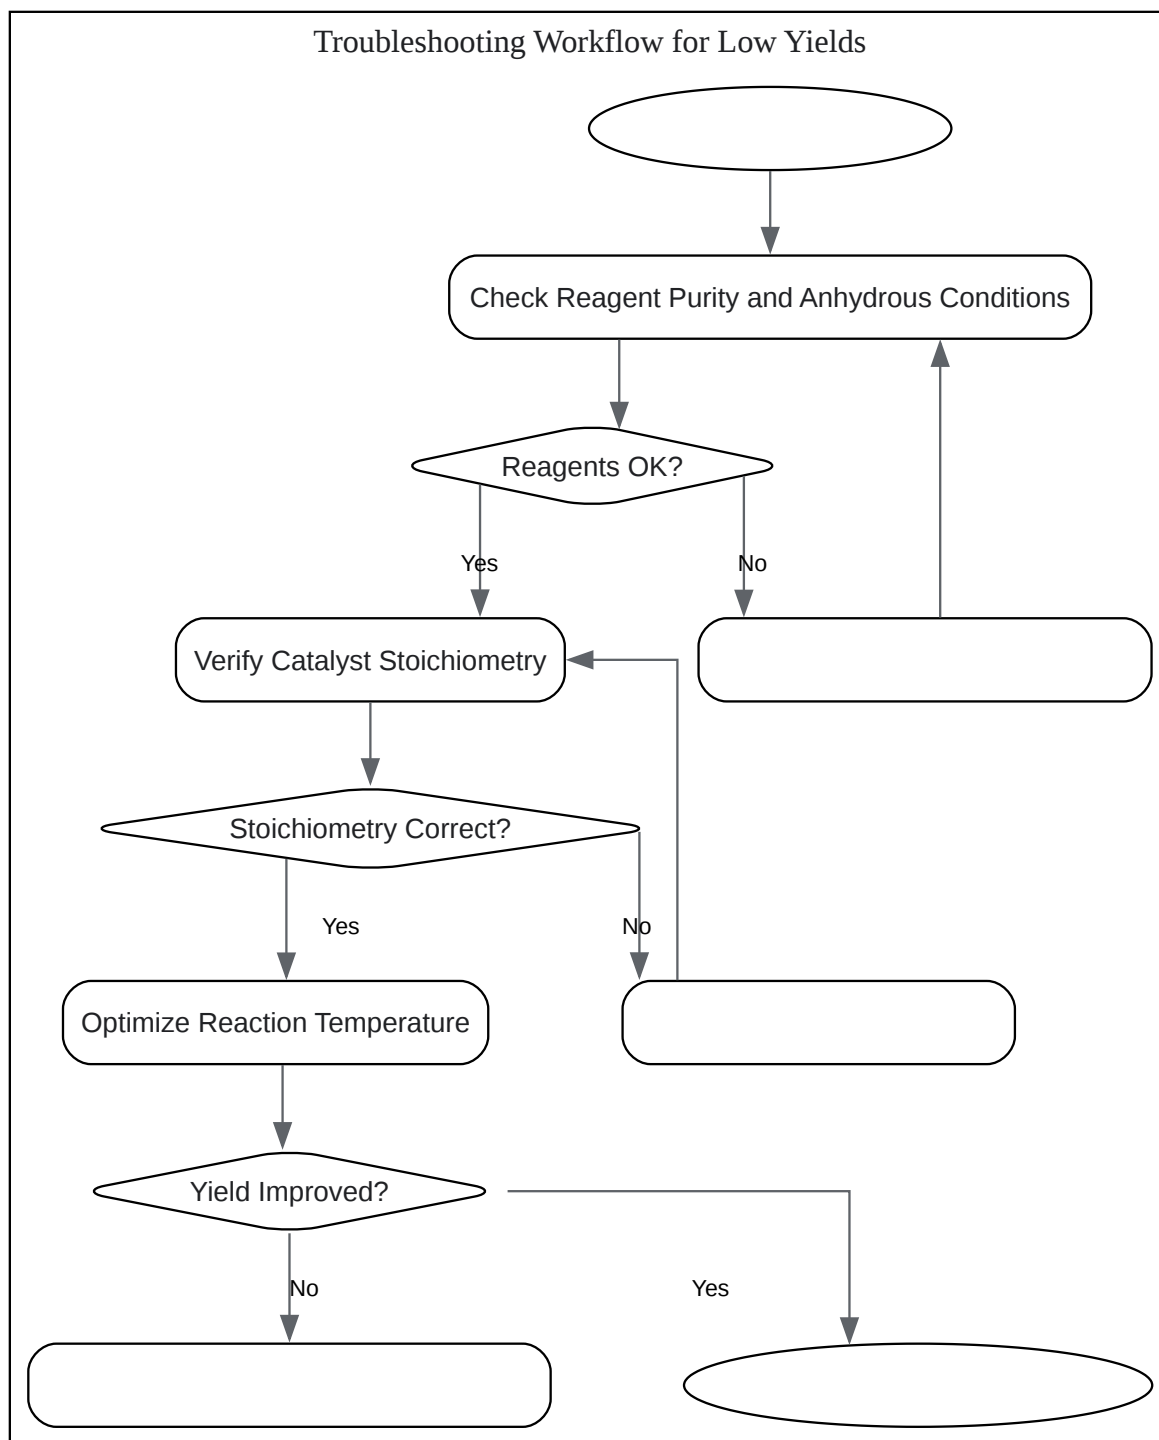 Troubleshooting Workflow for Low Yields
Check Reagent Purity and Anhydrous Conditions
Reagents OK?
Yes
No
Verify Catalyst Stoichiometry
Stoichiometry Correct?
Yes
No
Optimize Reaction Temperature
Yield Improved?
No
Yes